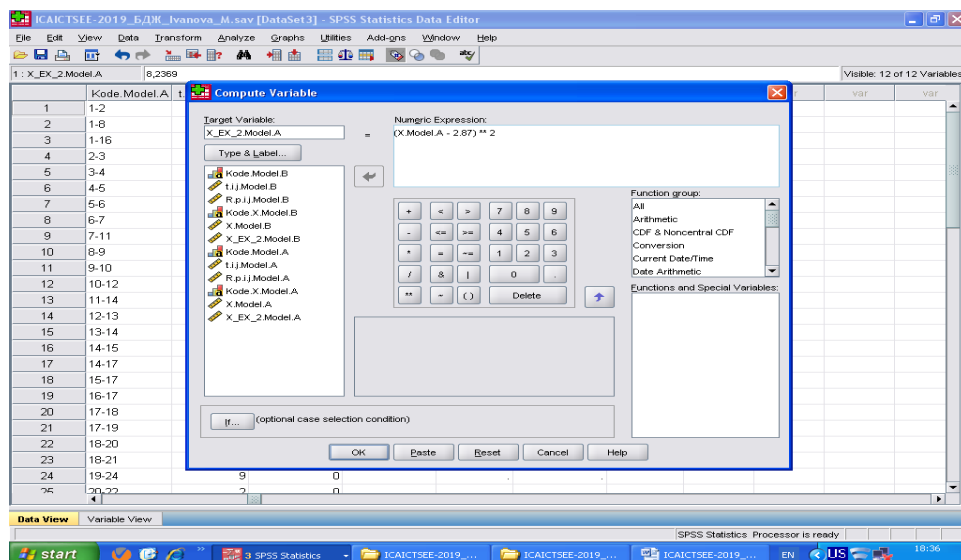 ICAICTSEE-2019_БДЖ_Ivanova_M.sav [DataSet3] - SPSS Statistics Data Editor
File Edit View Data Transform Analyze Graphs Utilities Add-ons Window Help
1 : X_EX_2.Model.A 8,2369 Visible: 12 of 12 Variables
Kode.Model.A t. var var
1 1-2
2 1-8
3 1-16
4 2-3
5 3-4
6 4-5
7 5-6
8 6-7
9 7-11
10 8-9
11 9-10
12 10-12
13 11-14
14 12-13
15 13-14
16 14-15
17 14-17
18 15-17
19 16-17
20 17-18
21 17-19
22 18-20
23 18-21
24 19-24 9 0 . .
25 20-22 2 0
Compute Variable
Target Variable: Numeric Expression:
X_EX_2.Model.A = (X.Model.A - 2.87) ** 2
Type & Label...
Kode.Model.B
t.i.j.Model.B
R.p.i.j.Model.B
Kode.X.Model.B
X.Model.B
X_EX_2.Model.B
Kode.Model.A
t.i.j.Model.A
R.p.i.j.Model.A
Kode.X.Model.A
X.Model.A
X_EX_2.Model.A
+ < > 7 8 9
- <= >= 4 5 6
* = ~= 1 2 3
/ & | 0 .
** ~ ( ) Delete
Function group:
All
Arithmetic
CDF & Noncentral CDF
Conversion
Current Date/Time
Date Arithmetic
Functions and Special Variables:
If... (optional case selection condition)
OK Paste Reset Cancel Help
Data View Variable View
SPSS Statistics Processor is ready
start 3 SPSS Statistics ICAICTSEE-2019_... ICAICTSEE-2019_... ICAICTSEE-2019_... EN US 18:36